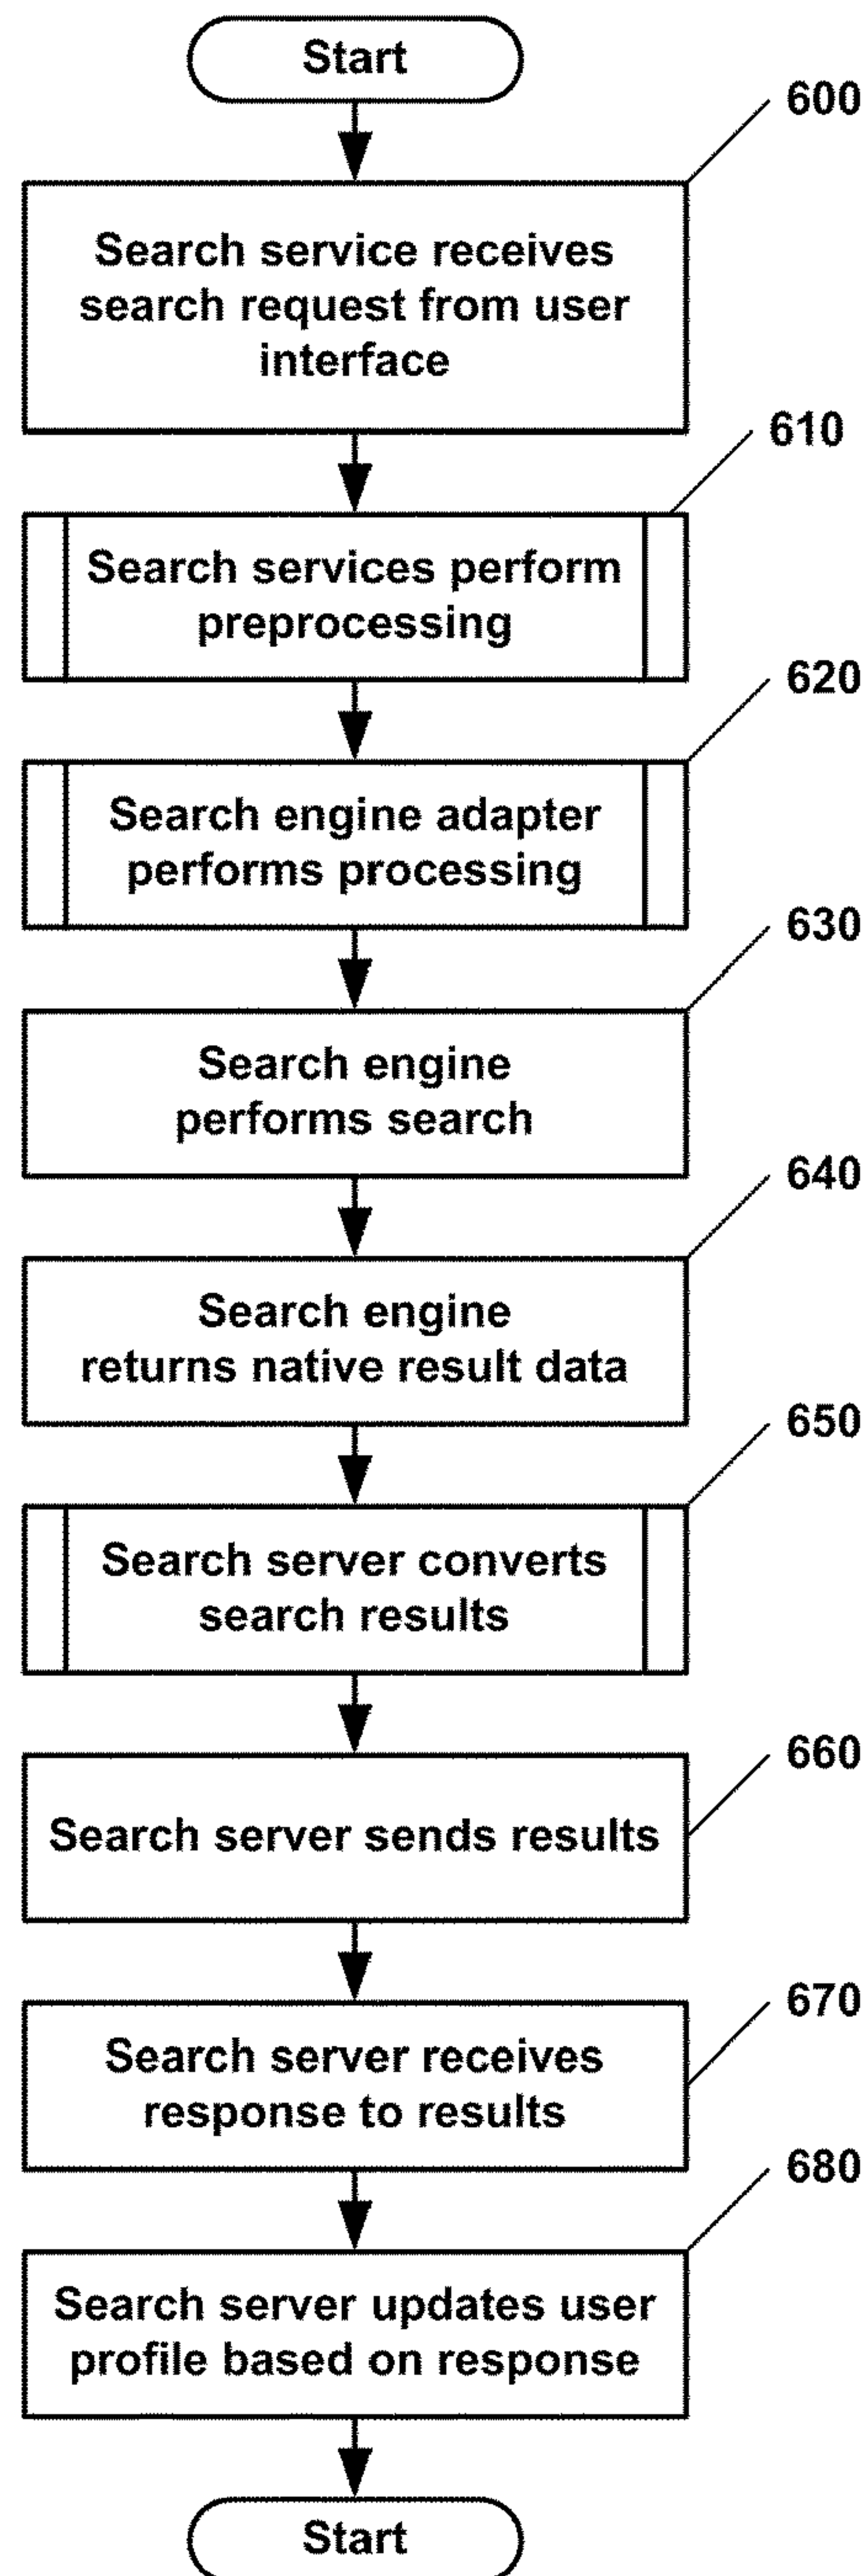 Start
600
Search service receives
search request from user
interface
610
Search services perform
preprocessing
620
Search engine adapter
performs processing
630
Search engine
performs search
640
Search engine
returns native result data
650
Search server converts
search results
660
Search server sends results
670
Search server receives
response to results
680
Search server updates user
profile based on response
Start